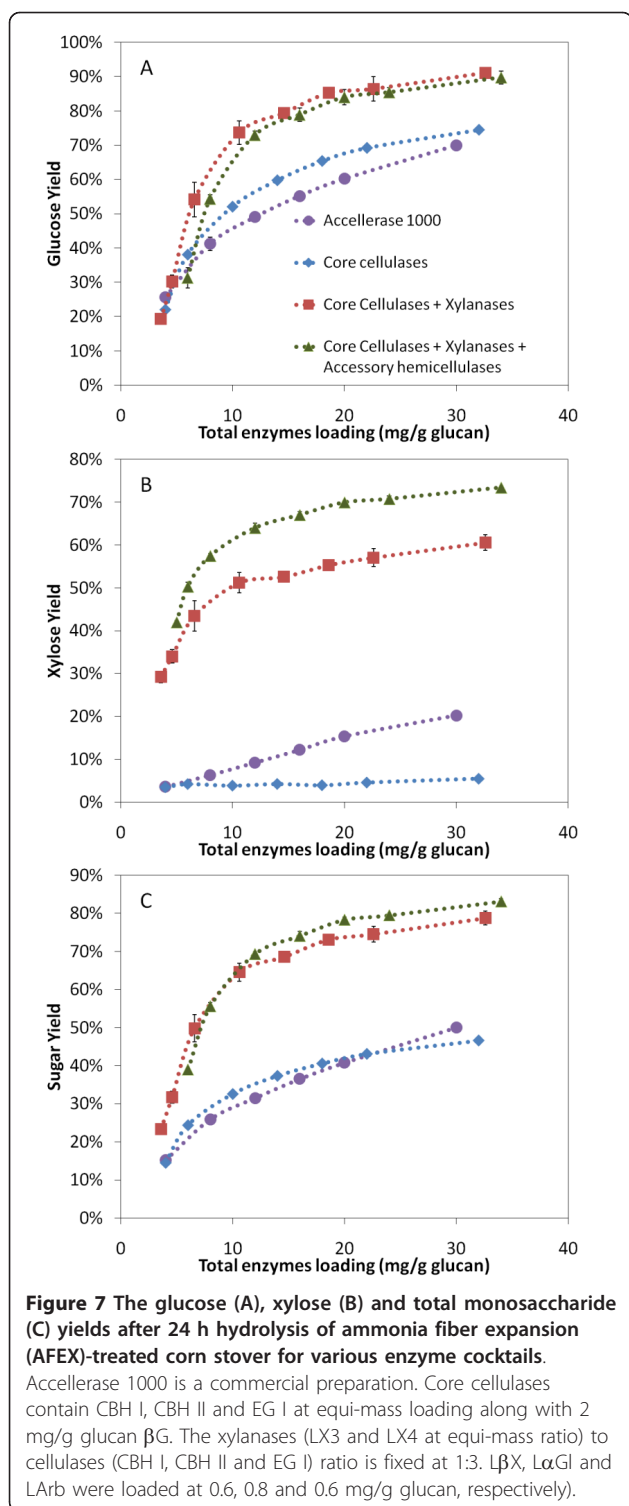 100%
90%
80%
70%
60%
50%
40%
30%
20%
10%
0%
A
Glucose Yield
Accellerase 1000
Core cellulases
Core Cellulases + Xylanases
Core Cellulases + Xylanases +
Accessory hemicellulases
0 10 20 30 40
Total Enzymes loading (mg/g glucan)
80%
70%
60%
50%
40%
30%
20%
10%
0%
B
Xylose Yield
0 10 20 30 40
Total enzymes loading (mg/g glucan)
90%
80%
70%
60%
50%
40%
30%
20%
10%
0%
C
Sugar Yield
0 10 20 30 40
Total enzymes loading (mg/g glucan)
Figure 7 The glucose (A), xylose (B) and total monosaccharide
(C) yields after 24 h hydrolysis of ammonia fiber expansion
(AFEX)-treated corn stover for various enzyme cocktails.
Accellerase 1000 is a commercial preparation. Core cellulases
contain CBH I, CBH II and EG I at equi-mass loading along with 2
mg/g glucan βG. The xylanases (LX3 and LX4 at equi-mass ratio) to
cellulases (CBH I, CBH II and EG I) ratio is fixed at 1:3. LβX, LαGI and
LArb were loaded at 0.6, 0.8 and 0.6 mg/g glucan, respectively).